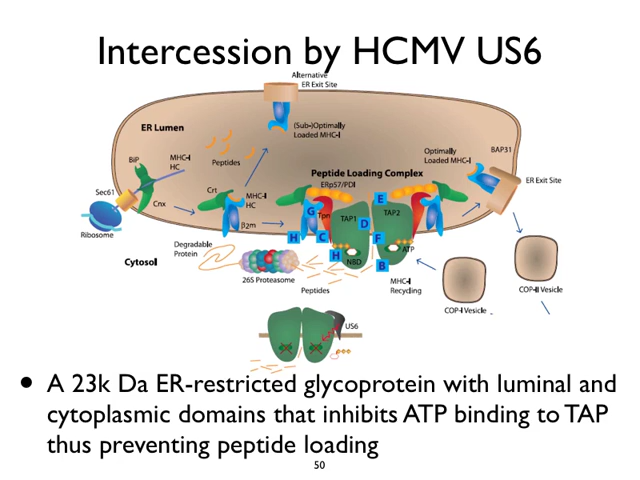 Intercession by HCMV US6
Alternative
ER Exit Site
ER Lumen
(Sub-)Optimally
Loaded MHC-I
Peptides
BiP
MHC-I
HC
Sec61
Cnx
Ribosome
Crt
MHC-I
HC
β2m
Peptide Loading Complex
ERp57/PDI
Optimally
Loaded MHC-I
BAP31
ER Exit Site
G
Tpn
TAP1
D
E
TAP2
H
C
F
H
NBD
B
ATP
Degradable
Protein
Cytosol
26S Proteasome
Peptides
MHC-I
Recycling
COP-I Vesicle
COP-II Vesicle
US6
• A 23k Da ER-restricted glycoprotein with luminal and
cytoplasmic domains that inhibits ATP binding to TAP
thus preventing peptide loading
50